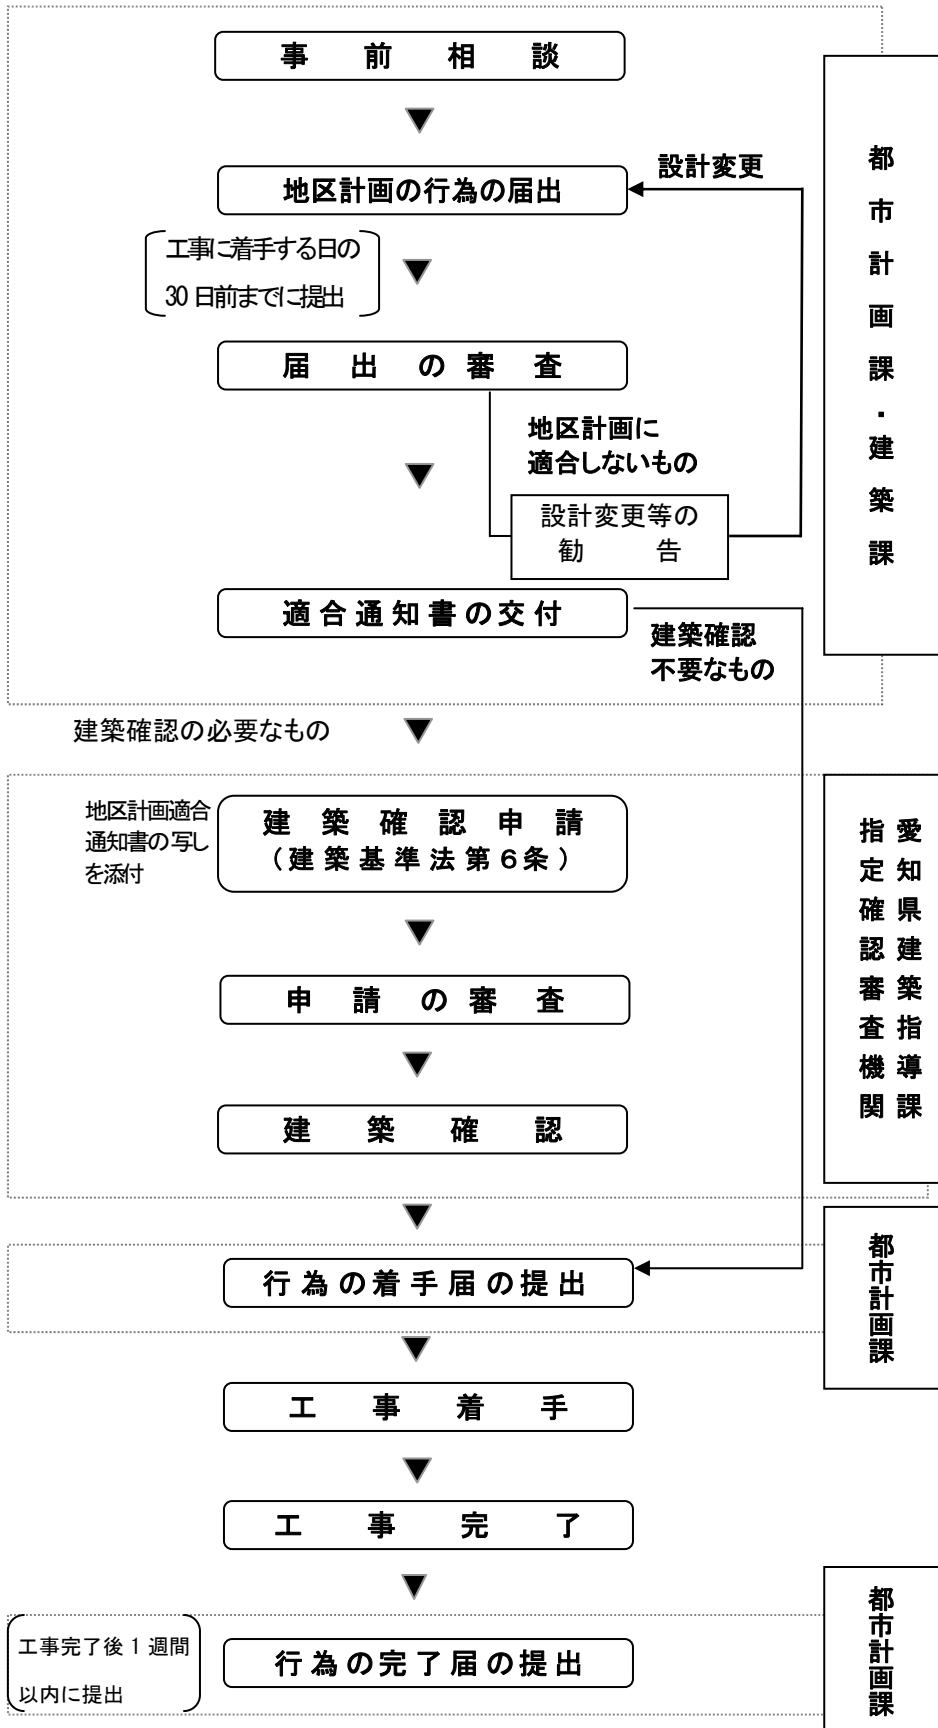 事前相談
設計変更
地区計画の行為の届出
工事に着手する日の
30日前までに提出
届出の審査
地区計画に
適合しないもの
設計変更等の
勧告
適合通知書の交付
建築確認
不要なもの
都市計画課・建築課
建築確認の必要なもの
地区計画適合
通知書の写し
を添付
建築確認申請
（建築基準法第６条）
申請の審査
建築確認
愛知県建築指導課
指定確認審査機関
行為の着手届の提出
都市計画課
工事着手
工事完了
工事完了後1週間
以内に提出
行為の完了届の提出
都市計画課